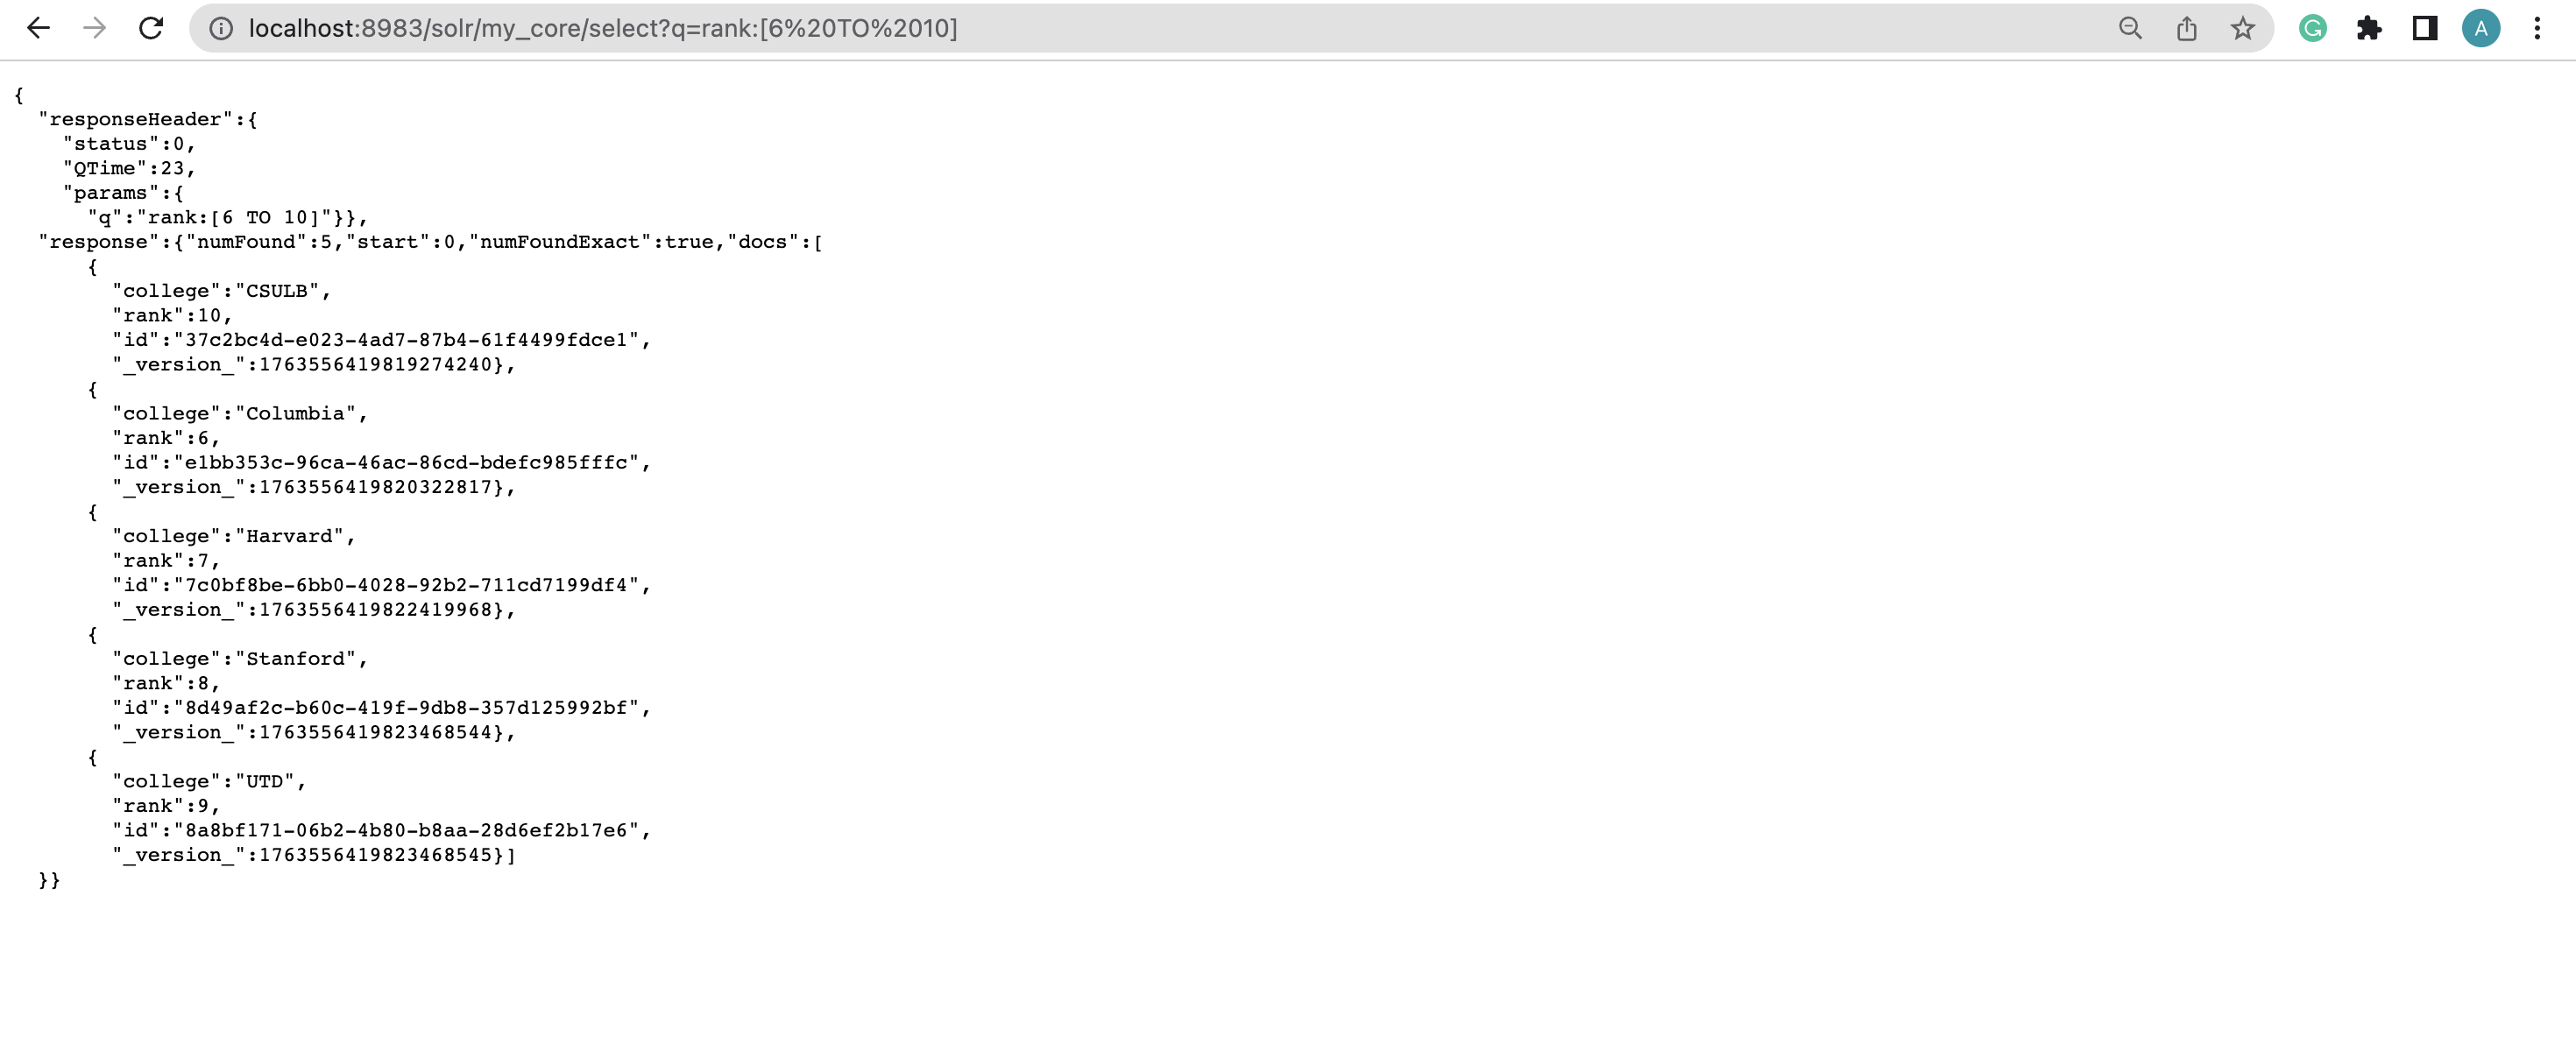 localhost:8983/solr/my_core/select?q=rank:[6%20TO%2010]
A
{
"responseHeader":{
"status":0,
"QTime":23,
"params":{
"q":"rank:[6 TO 10]"}},
"response":{"numFound":5,"start":0,"numFoundExact":true,"docs":[
{
"college":"CSULB",
"rank":10,
"id":"37c2bc4d-e023-4ad7-87b4-61f4499fdce1",
"_version_":1763556419819274240},
{
"college":"Columbia",
"rank":6,
"id":"e1bb353c-96ca-46ac-86cd-bdefc985fffc",
"_version_":1763556419820322817},
{
"college":"Harvard",
"rank":7,
"id":"7c0bf8be-6bb0-4028-92b2-711cd7199df4",
"_version_":1763556419822419968},
{
"college":"Stanford",
"rank":8,
"id":"8d49af2c-b60c-419f-9db8-357d125992bf",
"_version_":1763556419823468544},
{
"college":"UTD",
"rank":9,
"id":"8a8bf171-06b2-4b80-b8aa-28d6ef2b17e6",
"_version_":1763556419823468545}]
}}